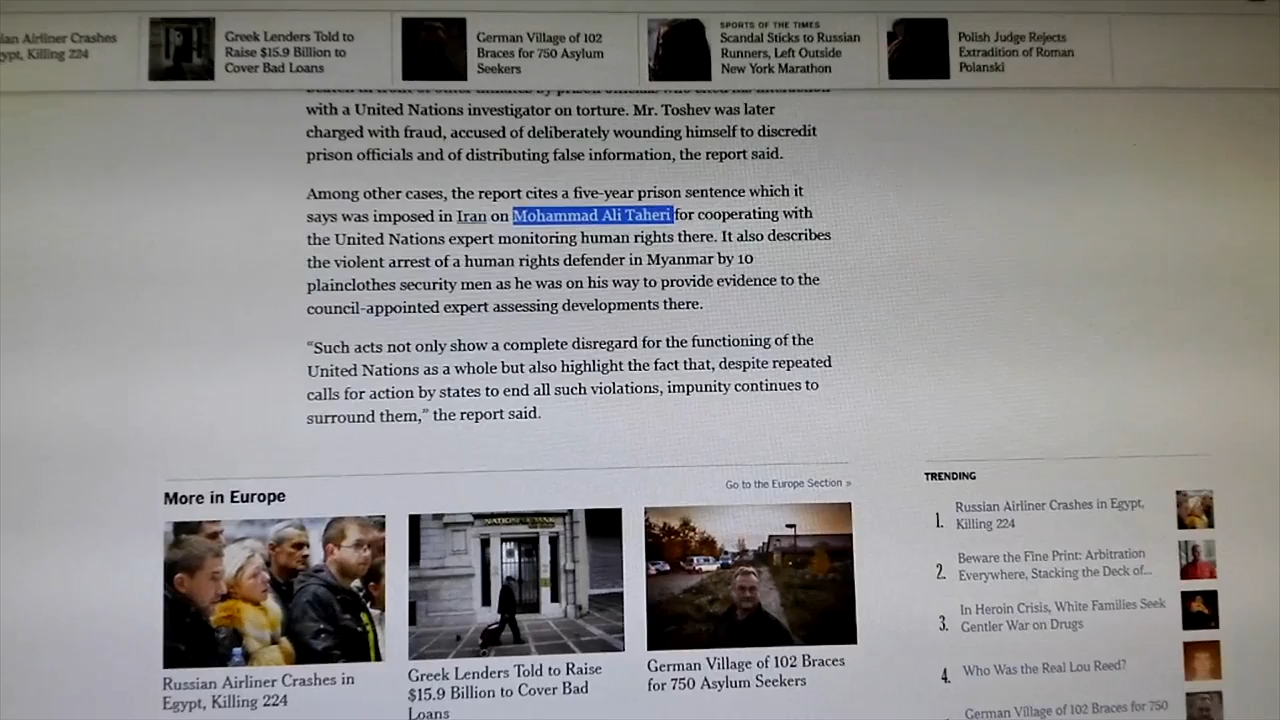 ian Airliner Crashes
ypt, Killing 224
Greek Lenders Told to
Raise $15.9 Billion to
Cover Bad Loans
German Village of 102
Braces for 750 Asylum
Seekers
SPORTS OF THE TIMES
Scandal Sticks to Russian
Runners, Left Outside
New York Marathon
Polish Judge Rejects
Extradition of Roman
Polanski
with a United Nations investigator on torture. Mr. Toshev was later
charged with fraud, accused of deliberately wounding himself to discredit
prison officials and of distributing false information, the report said.
Among other cases, the report cites a five-year prison sentence which it
says was imposed in Iran on Mohammad Ali Taheri for cooperating with
the United Nations expert monitoring human rights there. It also describes
the violent arrest of a human rights defender in Myanmar by 10
plainclothes security men as he was on his way to provide evidence to the
council-appointed expert assessing developments there.
“Such acts not only show a complete disregard for the functioning of the
United Nations as a whole but also highlight the fact that, despite repeated
calls for action by states to end all such violations, impunity continues to
surround them,” the report said.
More in Europe
Go to the Europe Section »
Russian Airliner Crashes in
Egypt, Killing 224
Greek Lenders Told to Raise
$15.9 Billion to Cover Bad
Loans
German Village of 102 Braces
for 750 Asylum Seekers
TRENDING
1. Russian Airliner Crashes in Egypt,
Killing 224
2. Beware the Fine Print: Arbitration
Everywhere, Stacking the Deck of...
3. In Heroin Crisis, White Families Seek
Gentler War on Drugs
4. Who Was the Real Lou Reed?
German Village of 102 Braces for 750